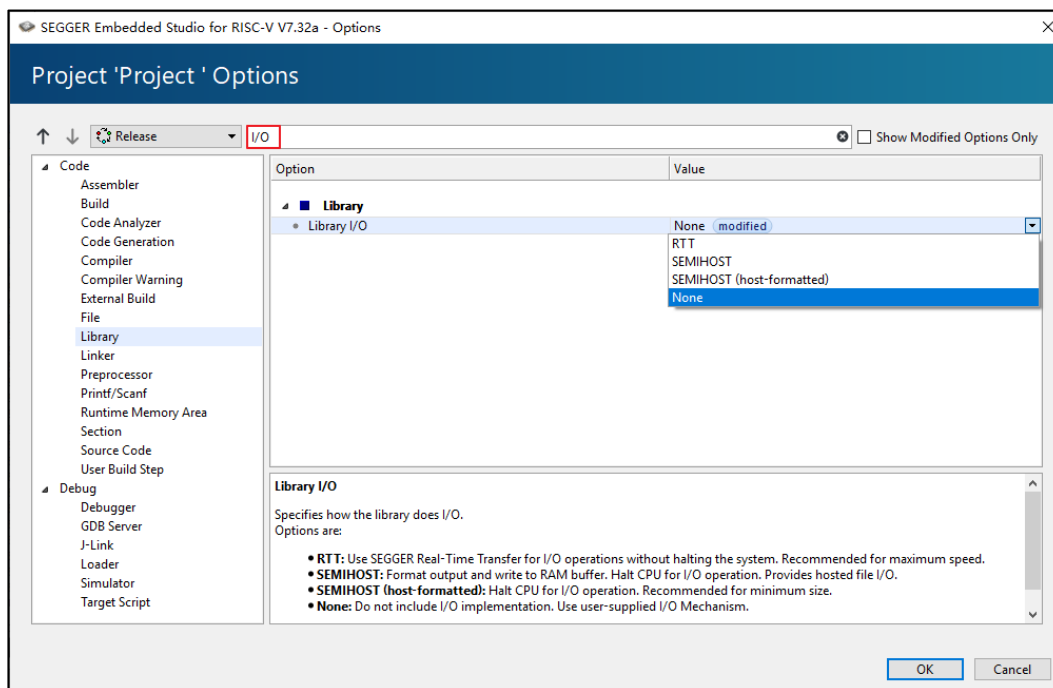 SEGGER Embedded Studio for RISC-V V7.32a - Options
Project 'Project ' Options
Release
I/O
Show Modified Options Only
Code
Assembler
Build
Code Analyzer
Code Generation
Compiler
Compiler Warning
External Build
File
Library
Linker
Preprocessor
Printf/Scanf
Runtime Memory Area
Section
Source Code
User Build Step
Debug
Debugger
GDB Server
J-Link
Loader
Simulator
Target Script
Option Value
Library
Library I/O None modified
RTT
SEMIHOST
SEMIHOST (host-formatted)
None
Library I/O
Specifies how the library does I/O.
Options are:
• RTT: Use SEGGER Real-Time Transfer for I/O operations without halting the system. Recommended for maximum speed.
• SEMIHOST: Format output and write to RAM buffer. Halt CPU for I/O operation. Provides hosted file I/O.
• SEMIHOST (host-formatted): Halt CPU for I/O operation. Recommended for minimum size.
• None: Do not include I/O implementation. Use user-supplied I/O Mechanism.
OK Cancel